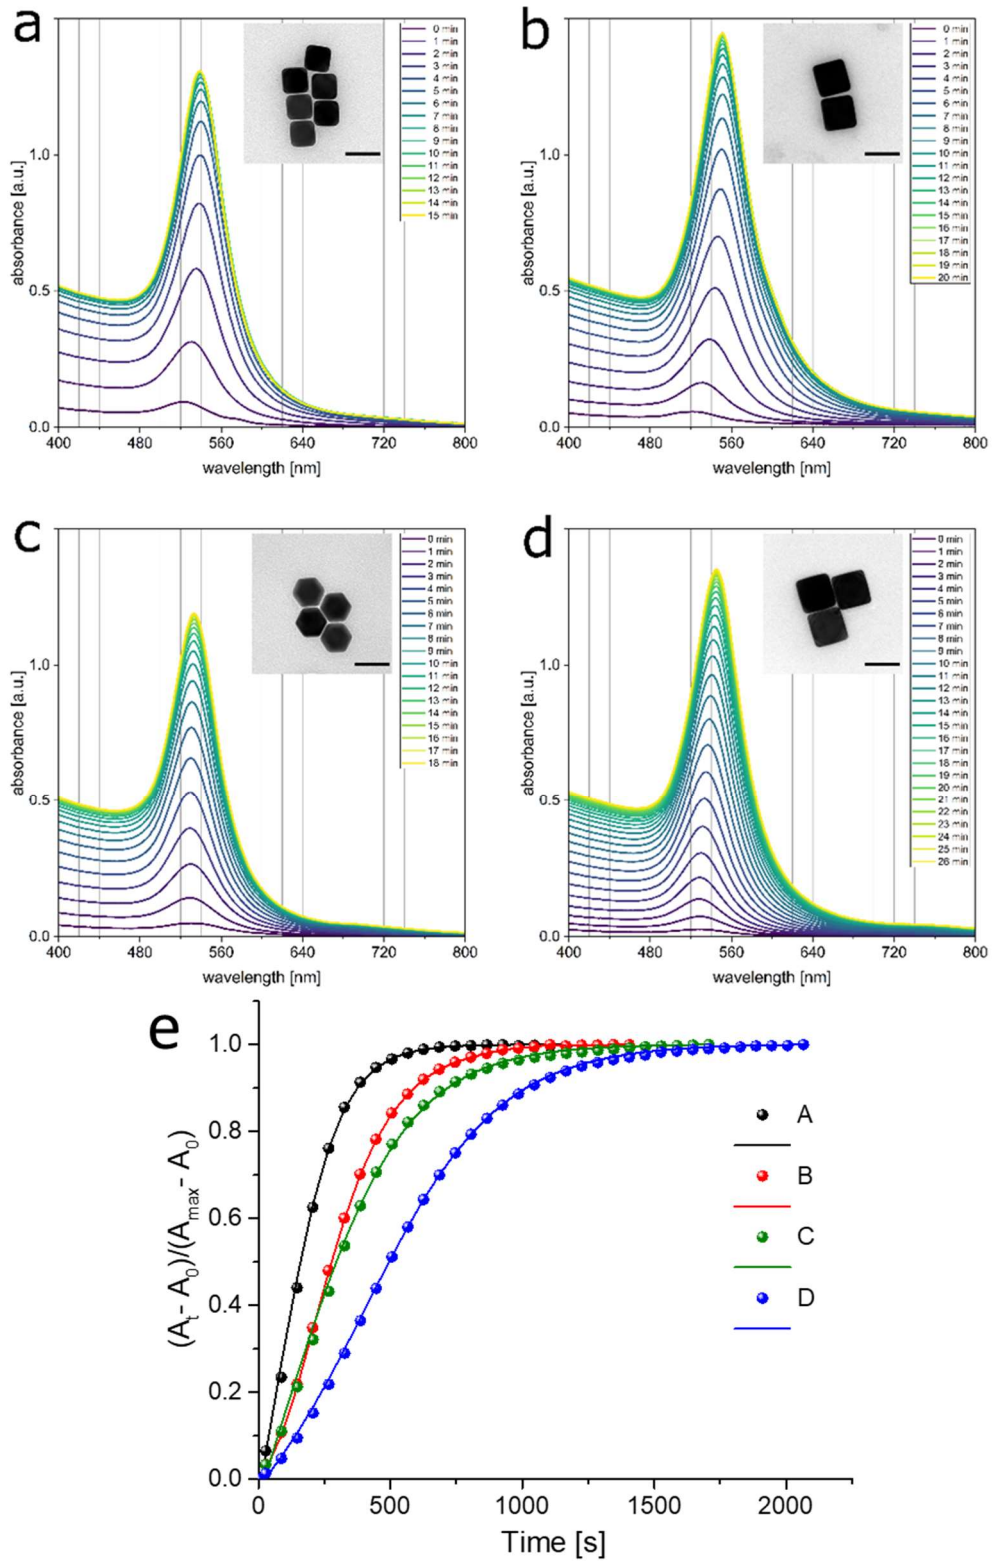 a
absorbance [a.u.]
1.0
0.5
0.0
400 480 560 640 720 800
wavelength [nm]
0 min
1 min
2 min
3 min
4 min
5 min
6 min
7 min
8 min
9 min
10 min
11 min
12 min
13 min
14 min
15 min
b
absorbance [a.u.]
1.0
0.5
0.0
400 480 560 640 720 800
wavelength [nm]
0 min
1 min
2 min
3 min
4 min
5 min
6 min
7 min
8 min
9 min
10 min
11 min
12 min
13 min
14 min
15 min
16 min
17 min
18 min
19 min
20 min
c
absorbance [a.u.]
1.0
0.5
0.0
400 480 560 640 720 800
wavelength [nm]
0 min
1 min
2 min
3 min
4 min
5 min
6 min
7 min
8 min
9 min
10 min
11 min
12 min
13 min
14 min
15 min
16 min
17 min
18 min
d
absorbance [a.u.]
1.0
0.5
0.0
400 480 560 640 720 800
wavelength [nm]
0 min
1 min
2 min
3 min
4 min
5 min
6 min
7 min
8 min
9 min
10 min
11 min
12 min
13 min
14 min
15 min
16 min
17 min
18 min
19 min
20 min
21 min
22 min
23 min
24 min
25 min
26 min
e
(At- A0)/(Amax- A0)
1.0
0.8
0.6
0.4
0.2
0.0
0 500 1000 1500 2000
Time [s]
A
B
C
D